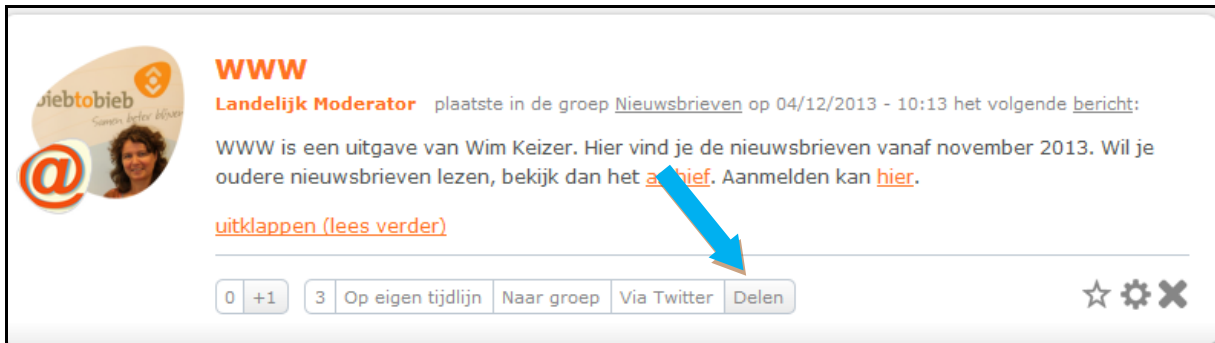 biebtobieb
Samen beter blijven
WWW
Landelijk Moderator plaatste in de groep Nieuwsbrieven op 04/12/2013 - 10:13 het volgende bericht:
WWW is een uitgave van Wim Keizer. Hier vind je de nieuwsbrieven vanaf november 2013. Wil je
oudere nieuwsbrieven lezen, bekijk dan het archief. Aanmelden kan hier.
uitklappen (lees verder)
0 +1 3 Op eigen tijdlijn Naar groep Via Twitter Delen